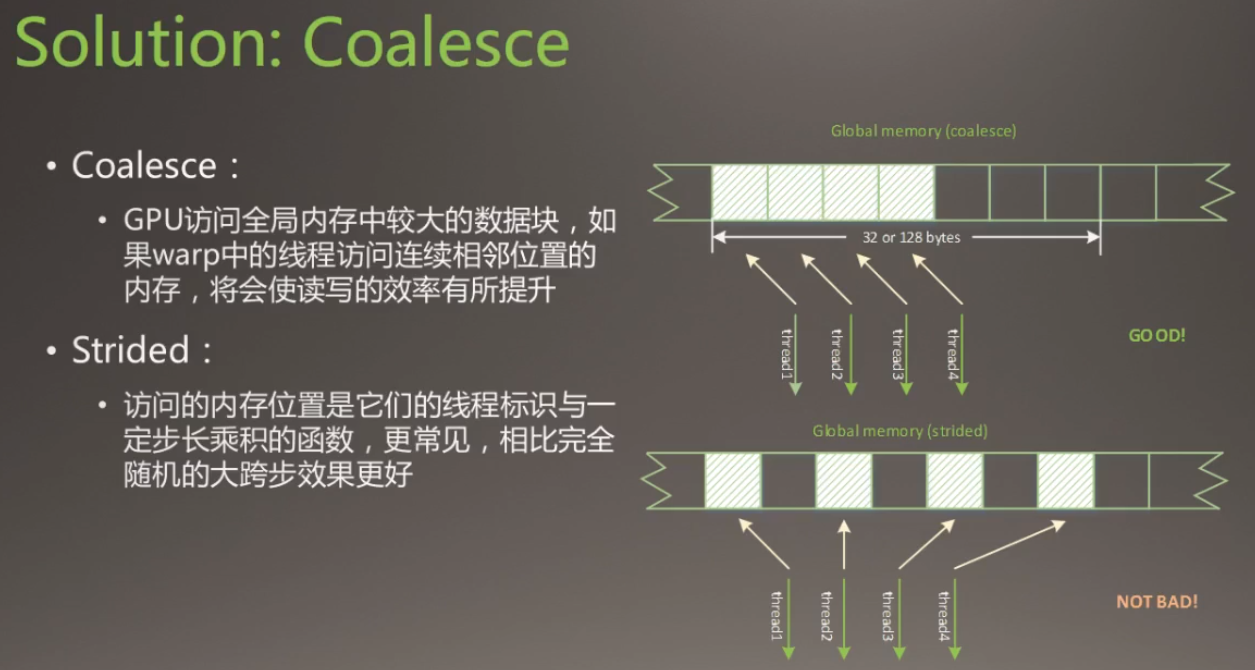 Solution: Coalesce
• Coalesce：
• GPU访问全局内存中较大的数据块，如
果warp中的线程访问连续相邻位置的
内存，将会使读写的效率有所提升
• Strided：
• 访问的内存位置是它们的线程标识与一
定步长乘积的函数，更常见，相比完全
随机的大跨步效果更好
Global memory (coalesce)
32 or 128 bytes
thread1
thread2
thread3
thread4
GOOD!
Global memory (strided)
thread1
thread2
thread3
thread4
NOT BAD!